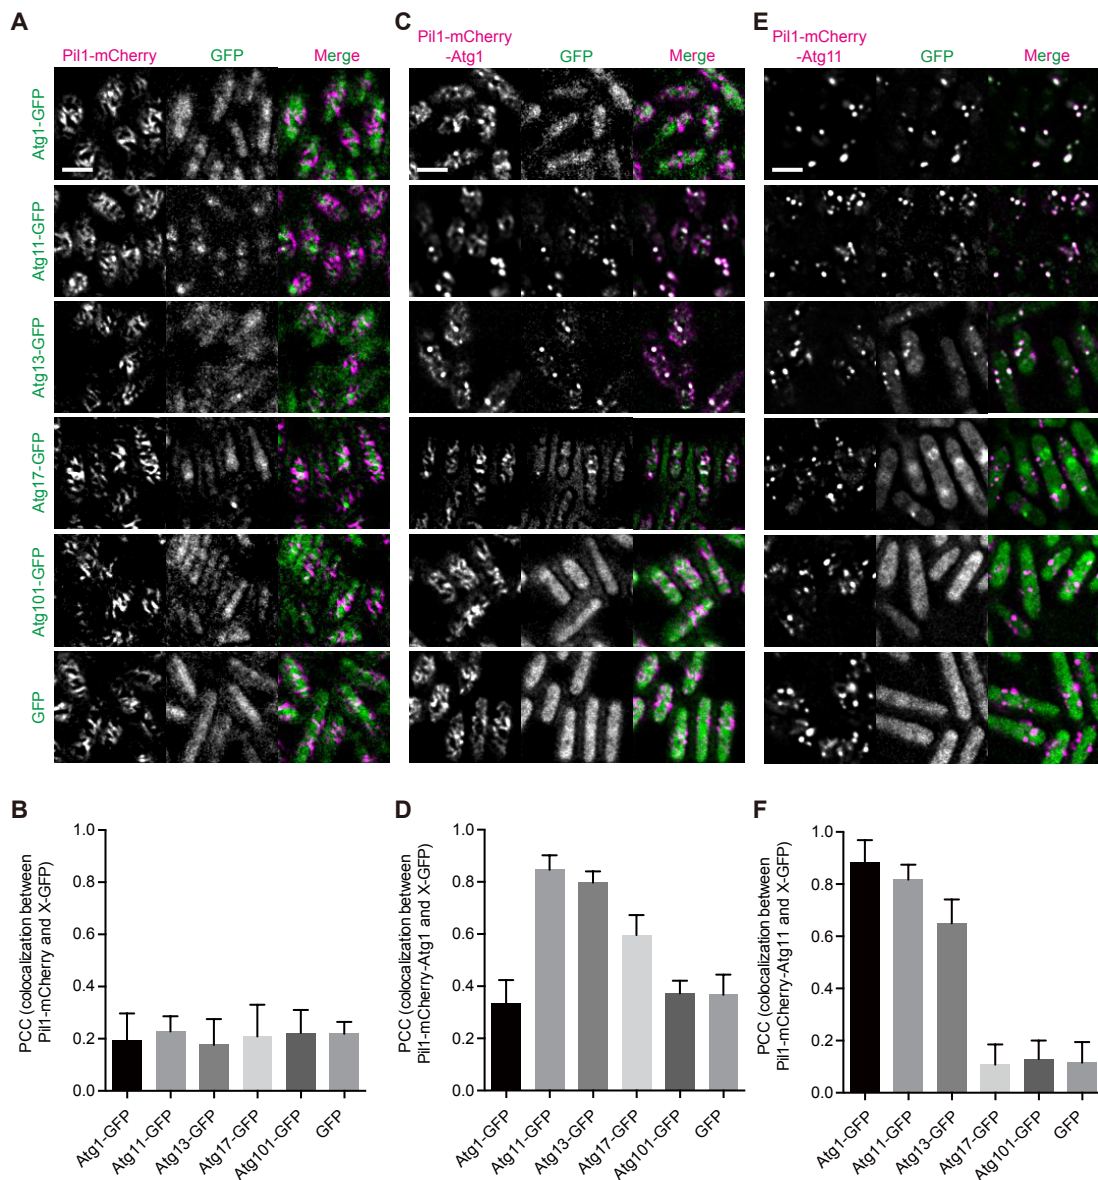 A
Pil1-mCherry
GFP
Merge
Atg1-GFP
Atg11-GFP
Atg13-GFP
Atg17-GFP
Atg101-GFP
GFP
C
Pil1-mCherry
-Atg1
GFP
Merge
E
Pil1-mCherry
-Atg11
GFP
Merge
B
PCC (colocalization between
Pil1-mCherry and X-GFP)
1.0
0.8
0.6
0.4
0.2
0.0
Atg1-GFP
Atg11-GFP
Atg13-GFP
Atg17-GFP
Atg101-GFP
GFP
D
PCC (colocalization between
Pil1-mCherry-Atg1 and X-GFP)
1.0
0.8
0.6
0.4
0.2
0.0
Atg1-GFP
Atg11-GFP
Atg13-GFP
Atg17-GFP
Atg101-GFP
GFP
F
PCC (colocalization between
Pil1-mCherry-Atg11 and X-GFP)
1.0
0.8
0.6
0.4
0.2
0.0
Atg1-GFP
Atg11-GFP
Atg13-GFP
Atg17-GFP
Atg101-GFP
GFP